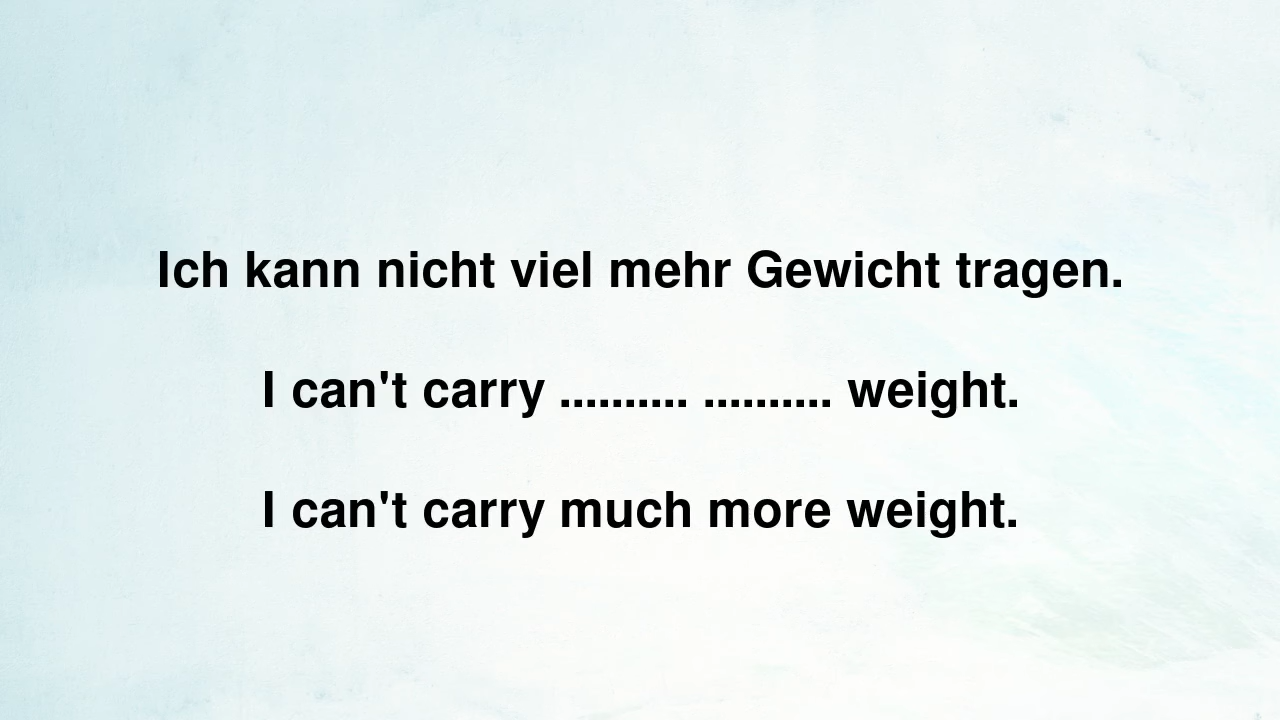 Ich kann nicht viel mehr Gewicht tragen.
I can't carry .......... .......... weight.
I can't carry much more weight.